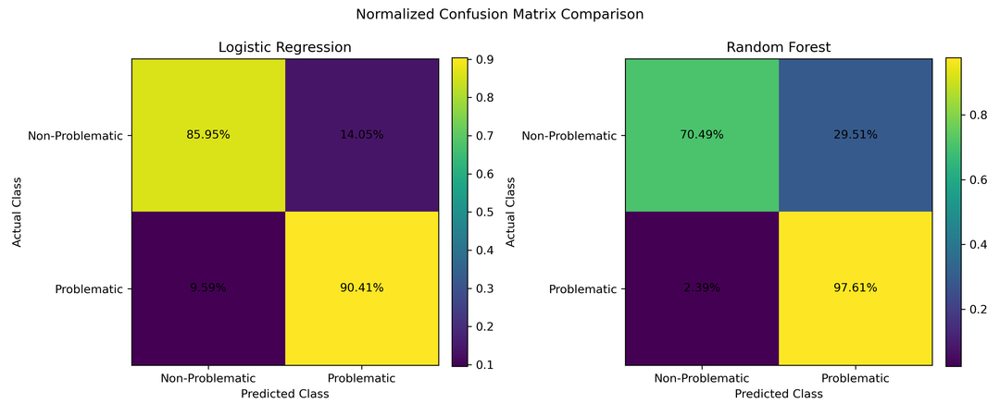 Normalized Confusion Matrix Comparison
Logistic Regression
Non-Problematic
Problematic
Actual Class
85.95%
14.05%
9.59%
90.41%
Non-Problematic
Problematic
Predicted Class
0.9
0.8
0.7
0.6
0.5
0.4
0.3
0.2
0.1
Random Forest
Non-Problematic
Problematic
Actual Class
70.49%
29.51%
2.39%
97.61%
Non-Problematic
Problematic
Predicted Class
0.8
0.6
0.4
0.2